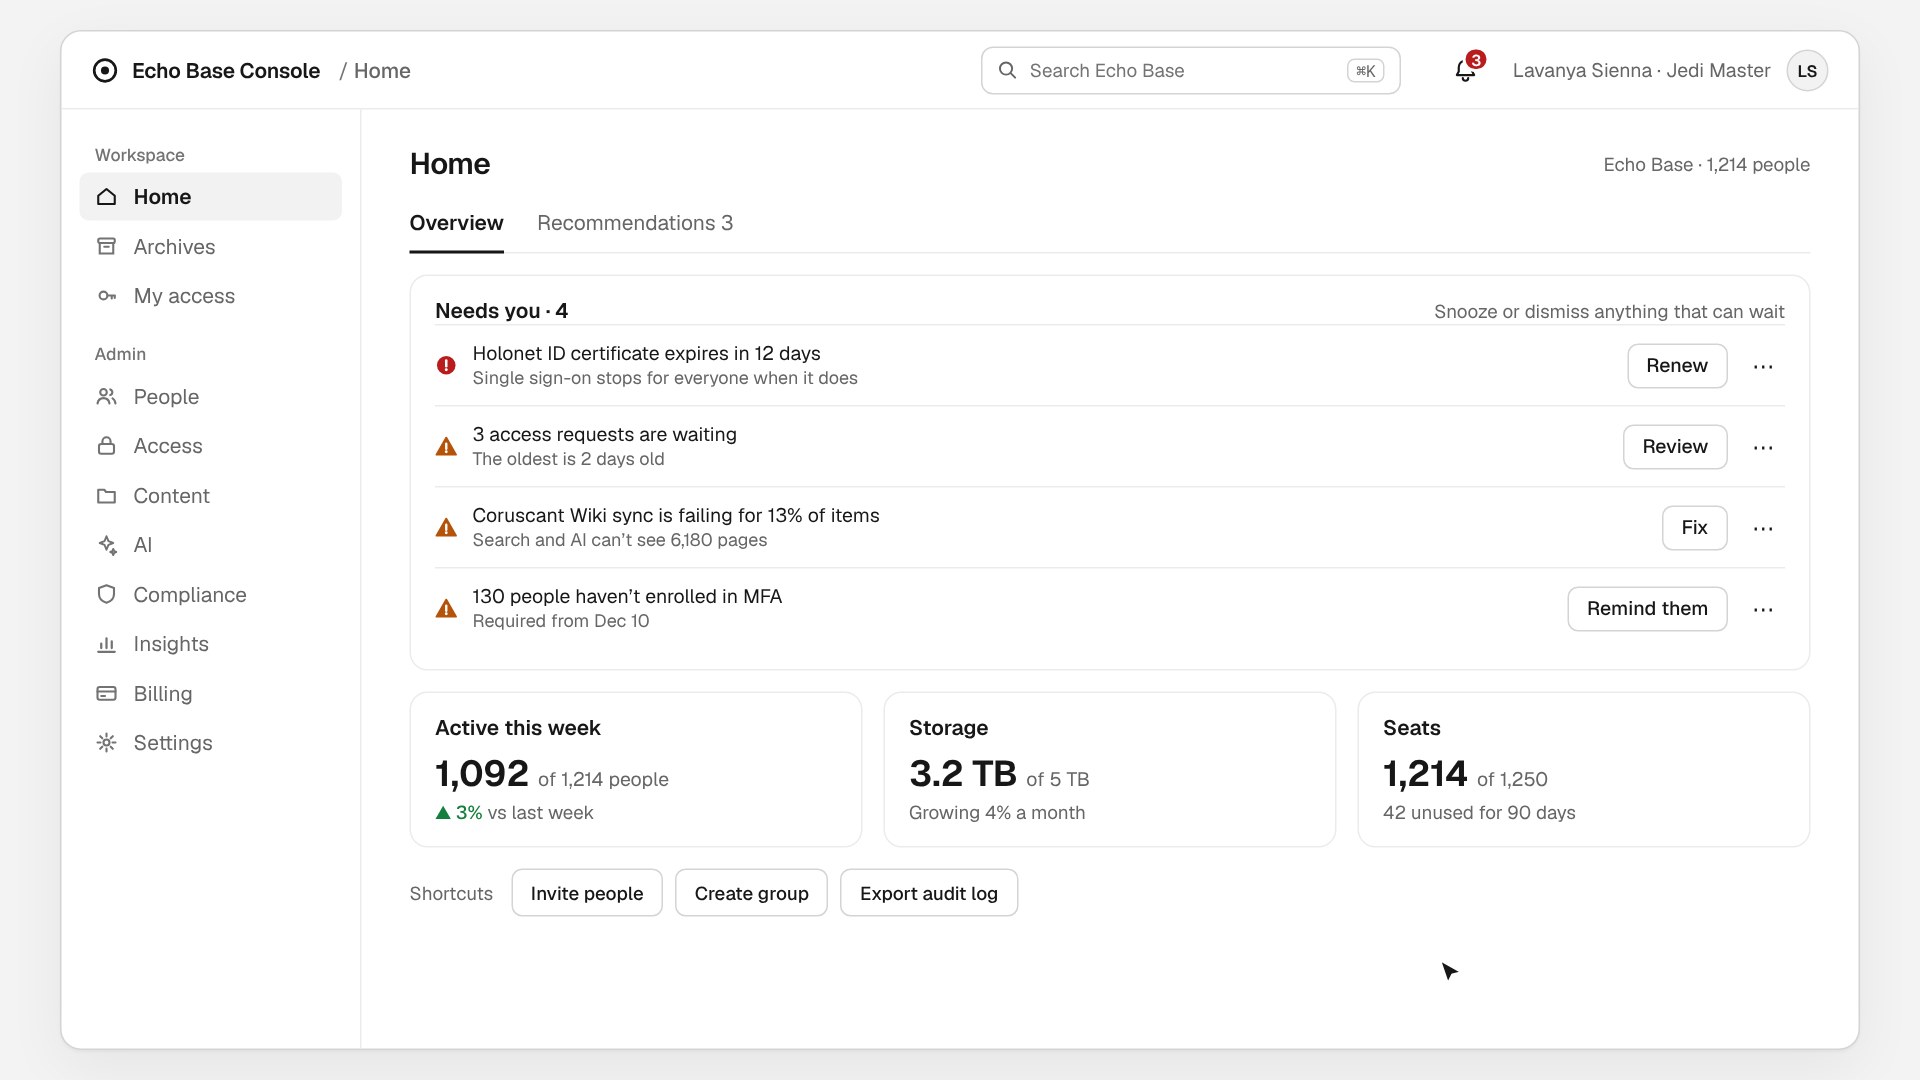 Echo Base Console / Home
Search Echo Base ⌘K
3
Lavanya Sienna · Jedi Master LS
Workspace
Home
Archives
My access
Admin
People
Access
Content
AI
Compliance
Insights
Billing
Settings
Home
Echo Base · 1,214 people
Overview Recommendations 3
Needs you · 4
Snooze or dismiss anything that can wait
Holonet ID certificate expires in 12 days
Single sign-on stops for everyone when it does
Renew
3 access requests are waiting
The oldest is 2 days old
Review
Coruscant Wiki sync is failing for 13% of items
Search and AI can’t see 6,180 pages
Fix
130 people haven’t enrolled in MFA
Required from Dec 10
Remind them
Active this week
1,092 of 1,214 people
▲ 3% vs last week
Storage
3.2 TB of 5 TB
Growing 4% a month
Seats
1,214 of 1,250
42 unused for 90 days
Shortcuts Invite people Create group Export audit log